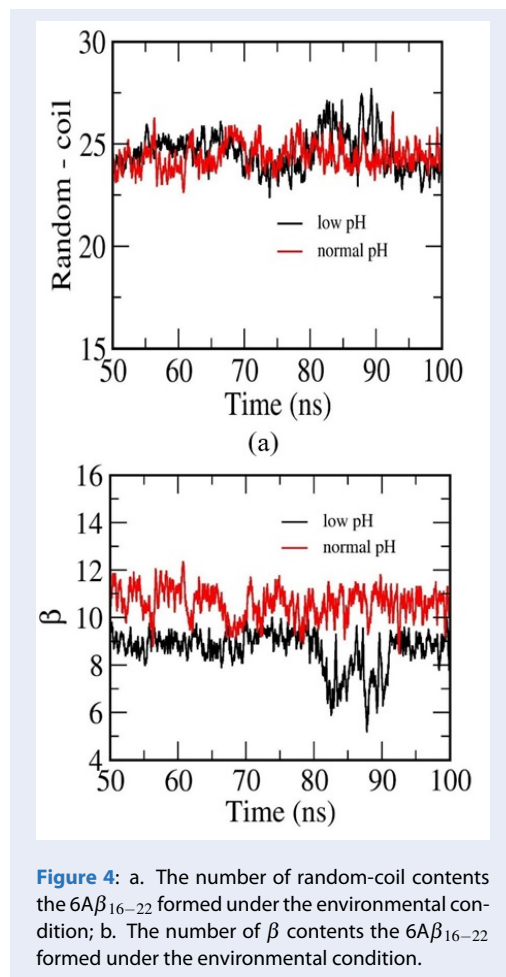 30
25
20
15
Random - coil
low pH
normal pH
50 60 70 80 90 100
Time (ns)
(a)
16
14
12
10
8
6
4
β
low pH
normal pH
50 60 70 80 90 100
Time (ns)
Figure 4: a. The number of random-coil contents
the 6Aβ₁₆₋₂₂ formed under the environmental con-
dition; b. The number of β contents the 6Aβ₁₆₋₂₂
formed under the environmental condition.